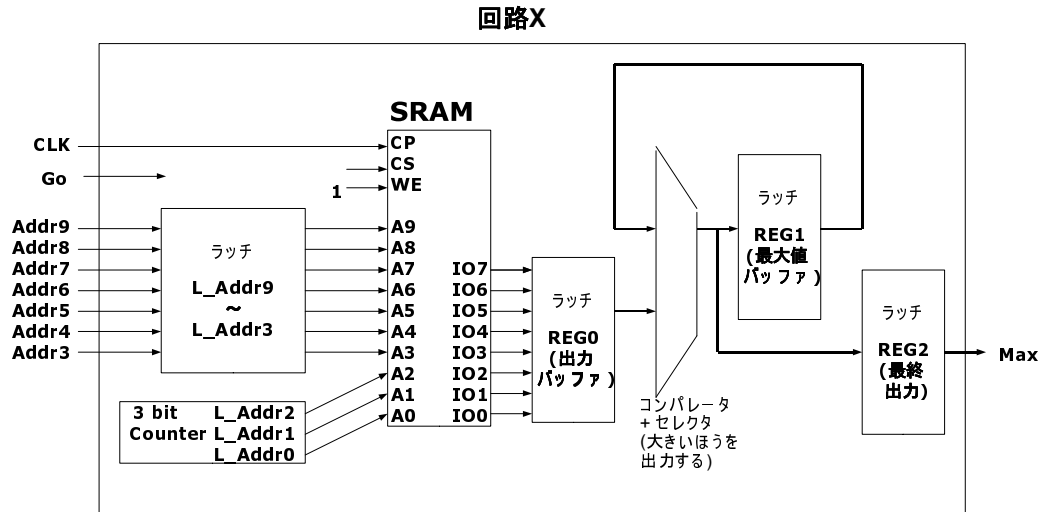 回路X
SRAM
CLK
Go
1
CP
CS
WE
Addr9
Addr8
Addr7
Addr6
Addr5
Addr4
Addr3
ラッチ
L_Addr9
~
L_Addr3
A9
A8
A7
A6
A5
A4
A3
A2
A1
A0
IO7
IO6
IO5
IO4
IO3
IO2
IO1
IO0
3 bit
Counter
L_Addr2
L_Addr1
L_Addr0
ラッチ
REG0
(出力
バッファ)
コンパレータ
+セレクタ
(大きいほうを
出力する)
ラッチ
REG1
(最大値
バッファ)
ラッチ
REG2
(最終
出力)
Max